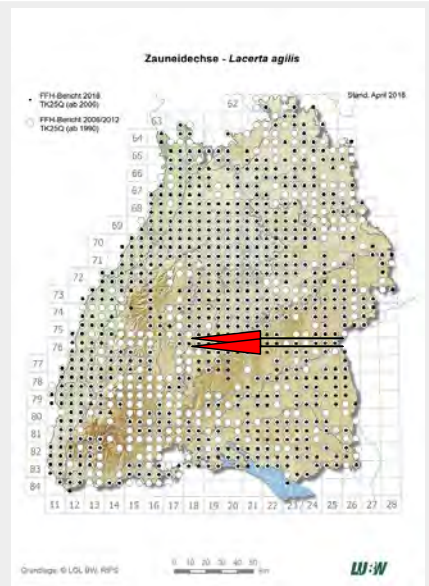 Zauneidechse - Lacerta agilis
FFH-Bericht 2018
TK25Q (ab 2000)
FFH-Bericht 2006/2012
TK25Q (ab 1990)
Stand: April 2018
62
63
64
65
66
67
68
69
70
71
72
73
74
75
76
77
78
79
80
81
82
83
84
11 12 13 14 15 16 17 18 19 20 21 22 23 24 25 26 27 28
0 10 20 30 40 50
km
Grundlage: © LGL BW, RIPS
LU:W